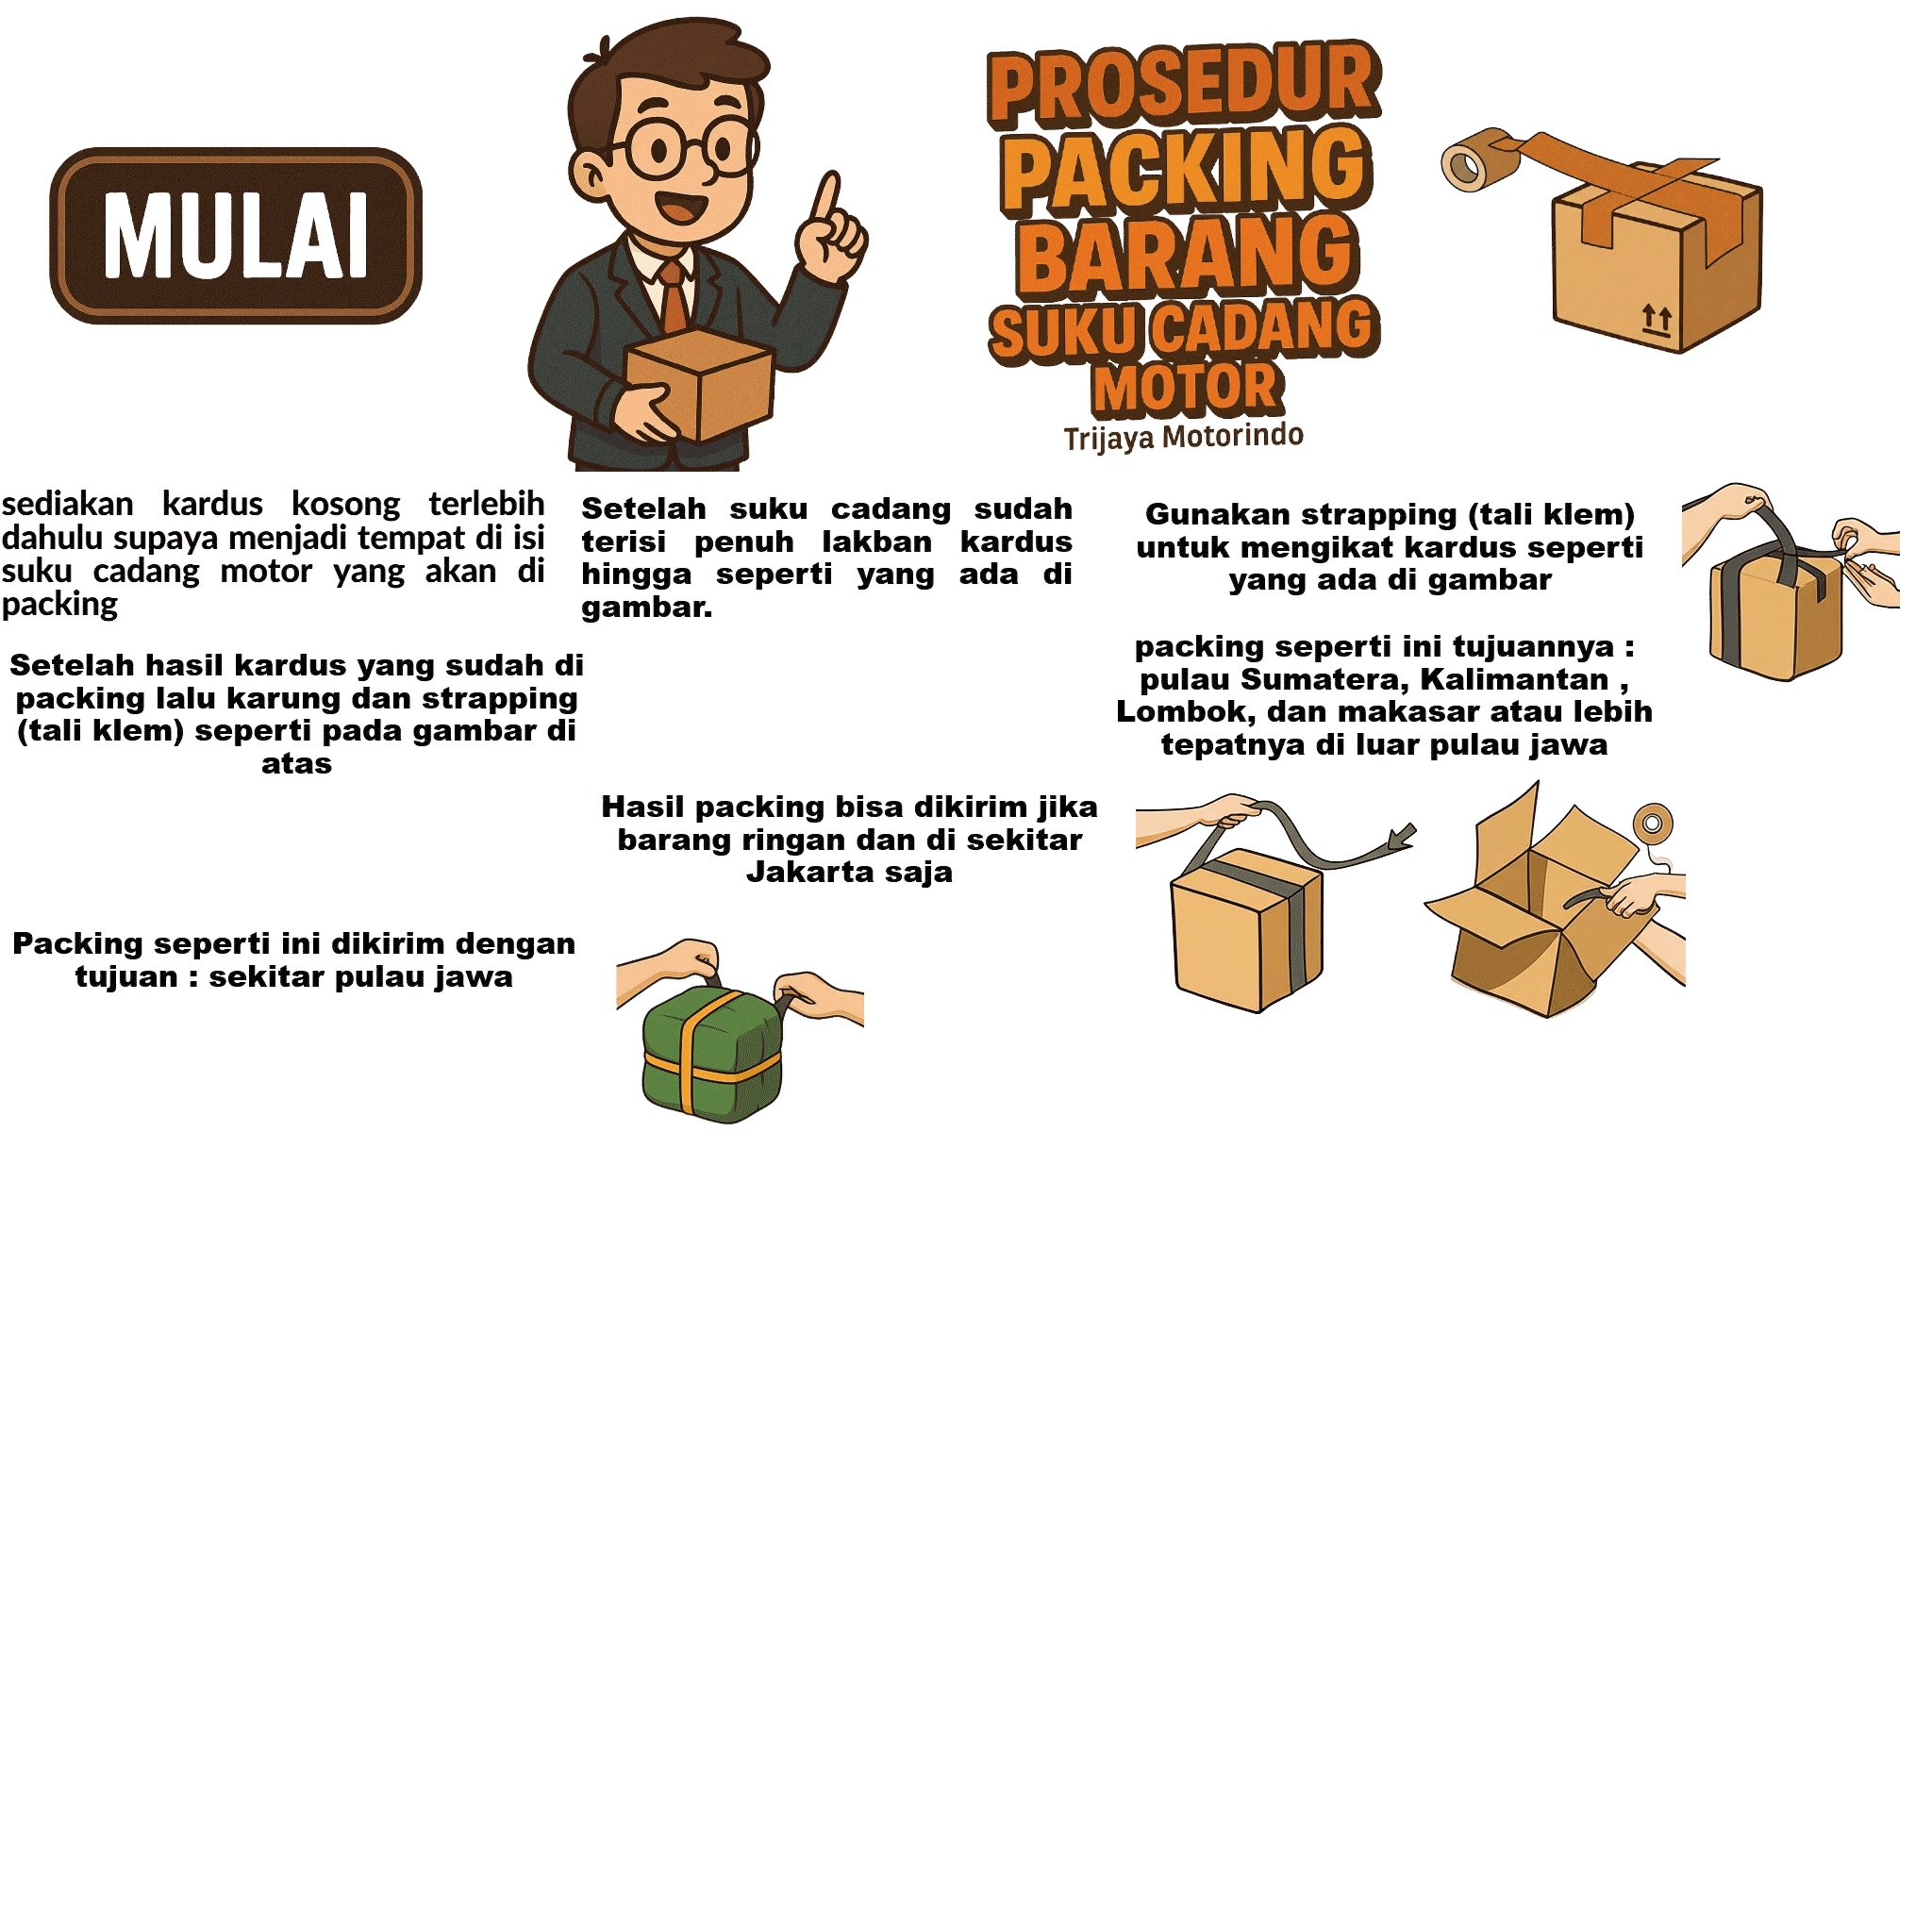 MULAI
PROSEDUR
PACKING
BARANG
SUKU CADANG
MOTOR
Trijaya Motorindo
sediakan kardus kosong terlebih
dahulu supaya menjadi tempat di isi
suku cadang motor yang akan di
packing
Setelah suku cadang sudah
terisi penuh lakban kardus
hingga seperti yang ada di
gambar.
Gunakan strapping (tali klem)
untuk mengikat kardus seperti
yang ada di gambar
Setelah hasil kardus yang sudah di
packing lalu karung dan strapping
(tali klem) seperti pada gambar di
atas
packing seperti ini tujuannya :
pulau Sumatera, Kalimantan ,
Lombok, dan makasar atau lebih
tepatnya di luar pulau jawa
Hasil packing bisa dikirim jika
barang ringan dan di sekitar
Jakarta saja
Packing seperti ini dikirim dengan
tujuan : sekitar pulau jawa